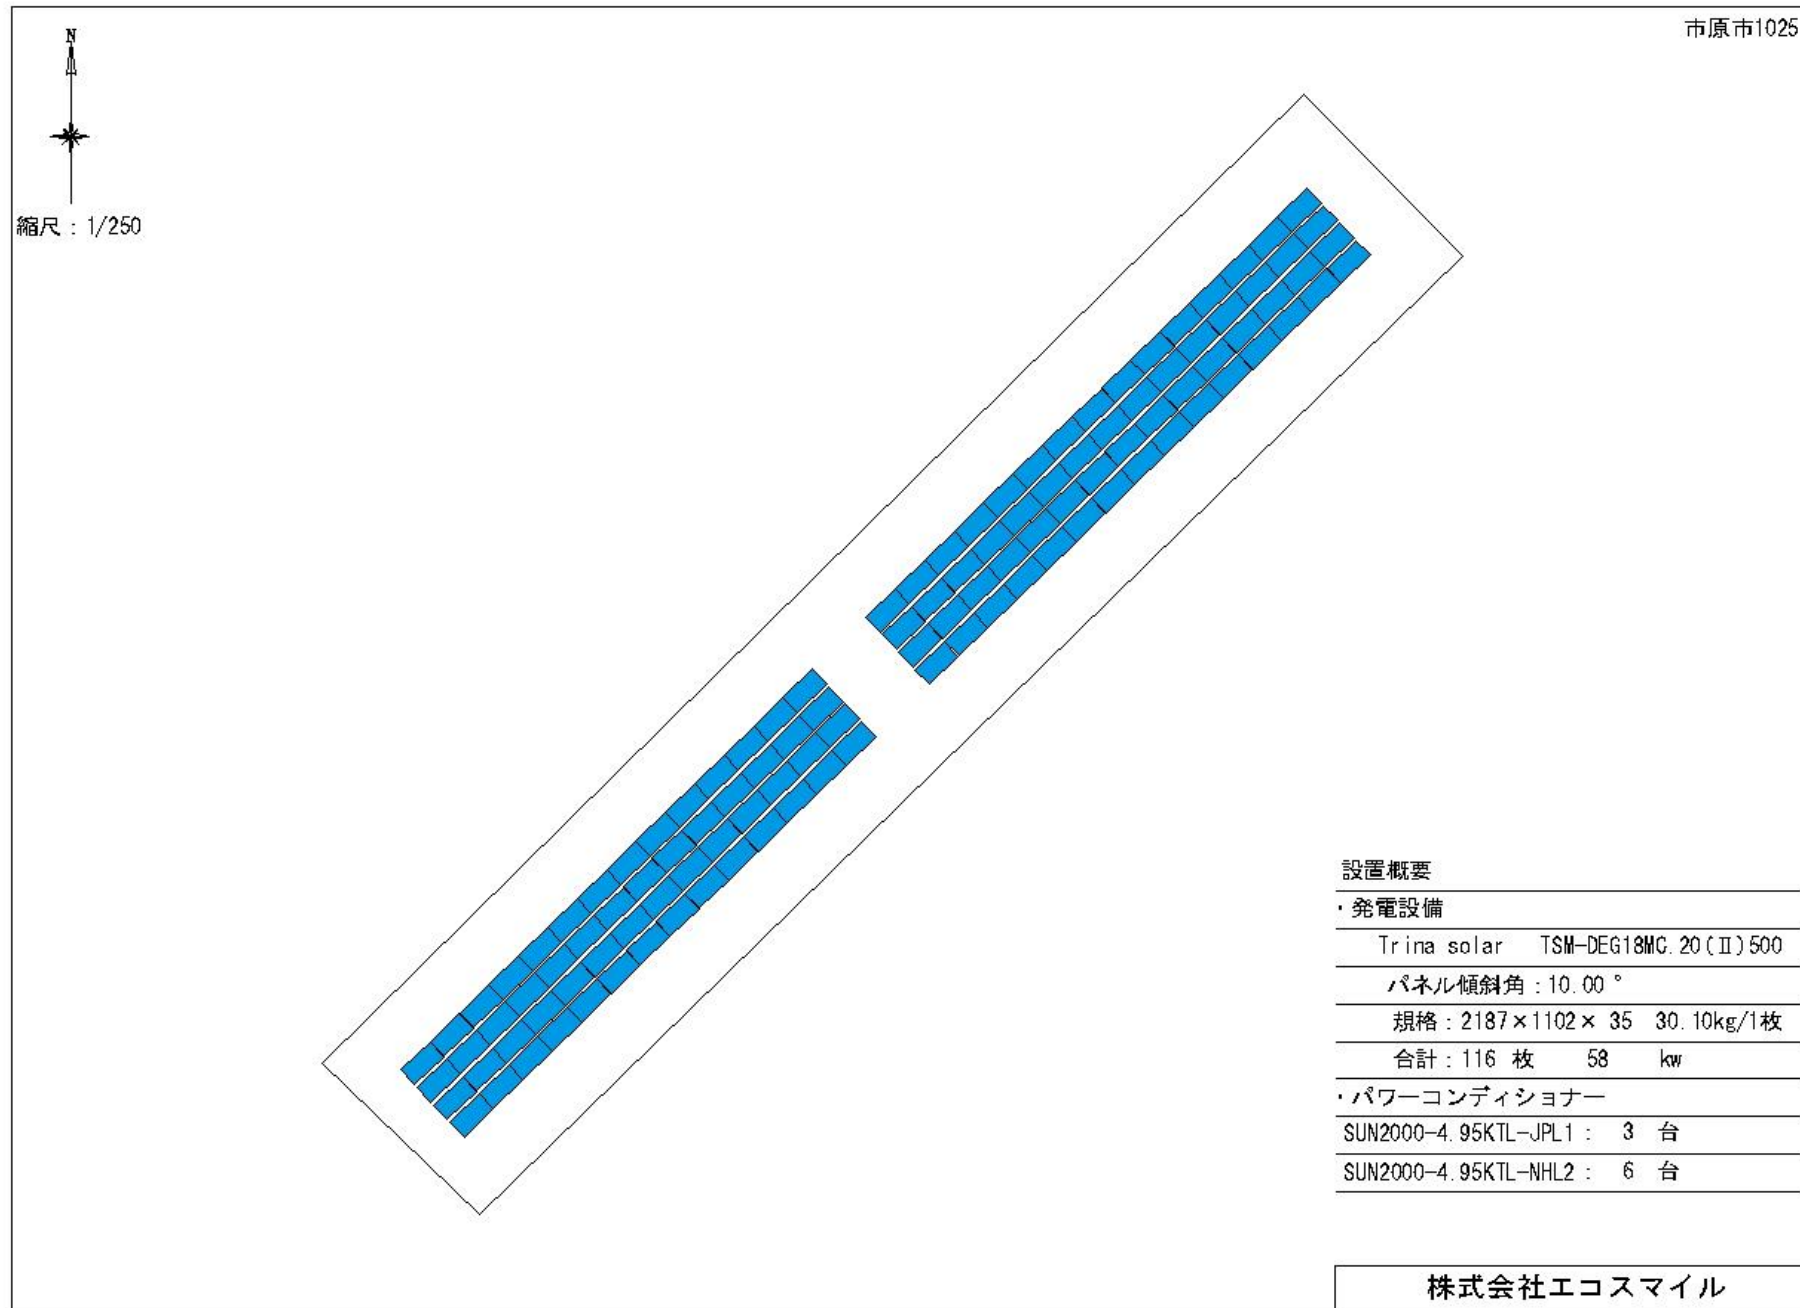 市原市1025
N
縮尺：1/250
設置概要
・発電設備
Trina solar TSM-DEG18MC.20(Ⅱ)500
パネル傾斜角：10.00 °
規格：2187×1102× 35 30.10kg/1枚
合計：116 枚 58 kw
・パワーコンディショナー
SUN2000-4.95KTL-JPL1： 3 台
SUN2000-4.95KTL-NHL2： 6 台
株式会社エコスマイル